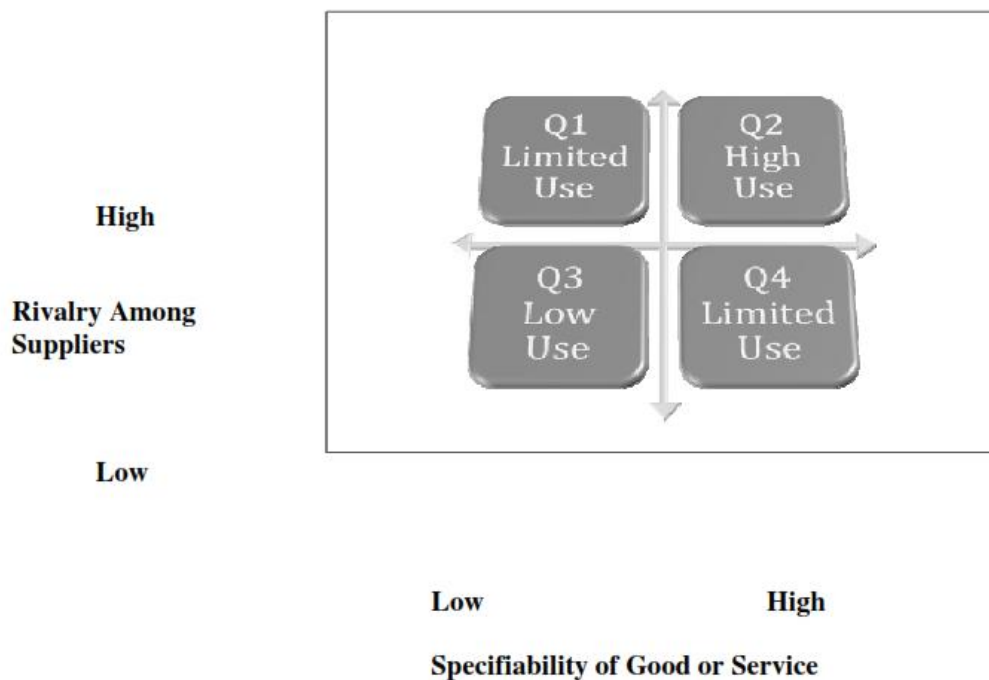 Q1
Limited
Use
Q2
High
Use
High
Q3
Low
Use
Q4
Limited
Use
Rivalry Among
Suppliers
Low
Low
High
Specifiability of Good or Service